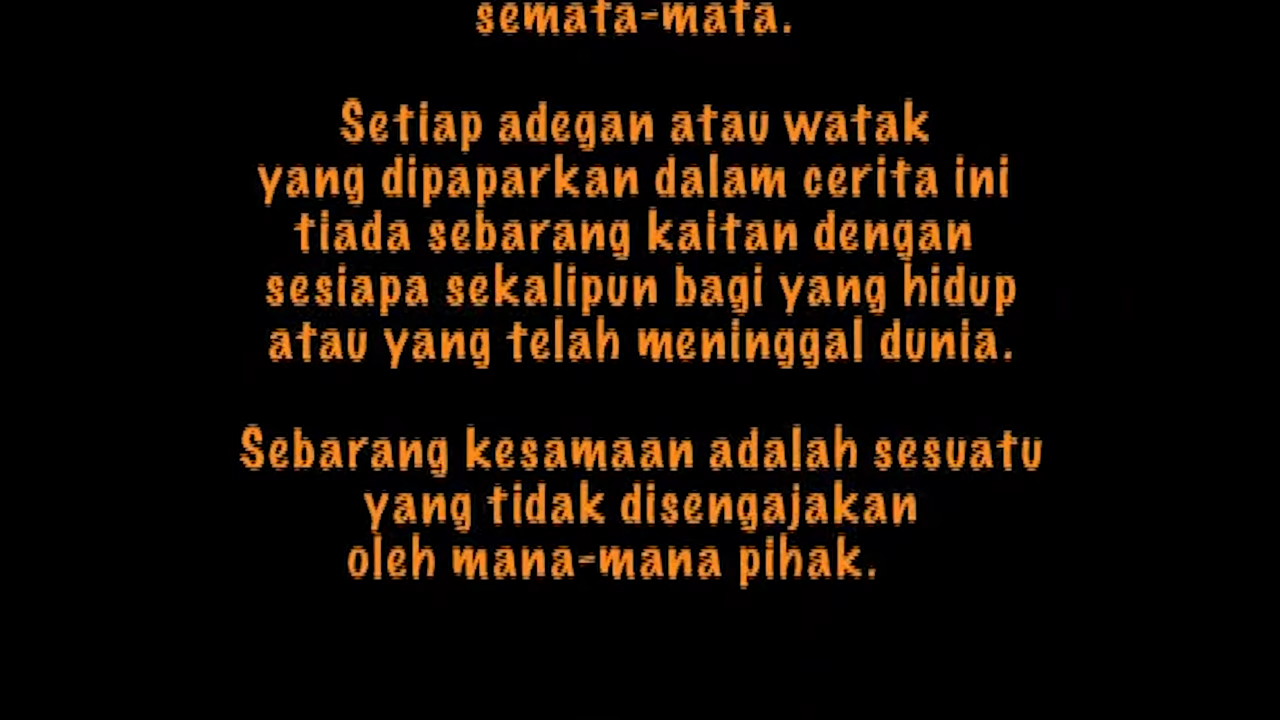 semata-mata.
Setiap adegan atau watak
yang dipaparkan dalam cerita ini
tiada sebarang kaitan dengan
sesiapa sekalipun bagi yang hidup
atau yang telah meninggal dunia.
Sebarang kesamaan adalah sesuatu
yang tidak disengajakan
oleh mana-mana pihak.